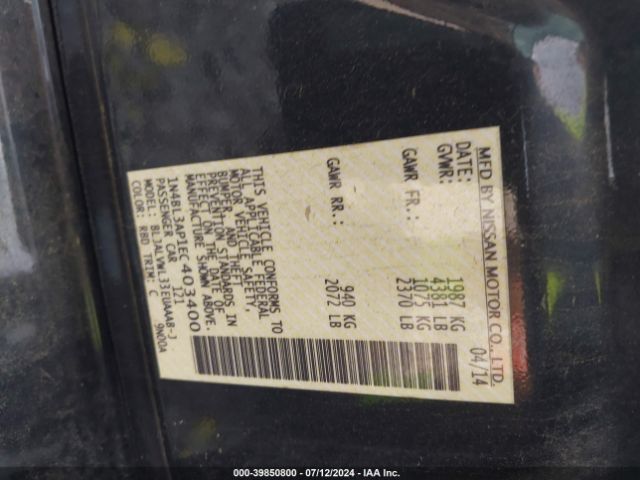 MFD BY NISSAN MOTOR CO., LTD.
DATE: 04/14
GVWR: 1987 KG
4381 LB
GAWR FR.: 1075 KG
2370 LB
GAWR RR.: 940 KG
2072 LB
THIS VEHICLE CONFORMS TO
ALL APPLICABLE FEDERAL
MOTOR VEHICLE SAFETY,
BUMPER, AND THEFT
PREVENTION STANDARDS IN
EFFECT ON THE DATE OF
MANUFACTURE SHOWN ABOVE.
1N4BL3AP1EC403400
PASSENGER CAR 1121
MODEL: BL3ALVWL33EUAAAB-J
COLOR: RBD TRIM: C 9N00A
000-39850800 - 07/12/2024 - IAA Inc.